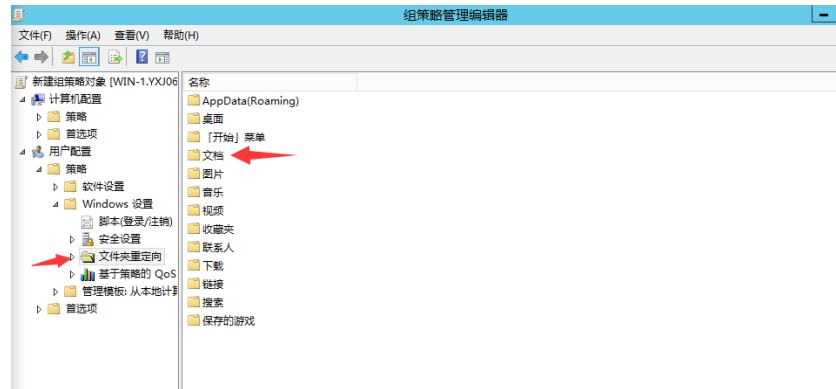 组策略管理编辑器
文件(F) 操作(A) 查看(V) 帮助(H)
新建组策略对象 [WIN-1.YXJ06
计算机配置
策略
首选项
用户配置
策略
软件设置
Windows 设置
脚本(登录/注销)
安全设置
文件夹重定向
基于策略的 QoS
管理模板: 从本地计算
首选项
名称
AppData(Roaming)
桌面
「开始」菜单
文档
图片
音乐
视频
收藏夹
联系人
下载
链接
搜索
保存的游戏